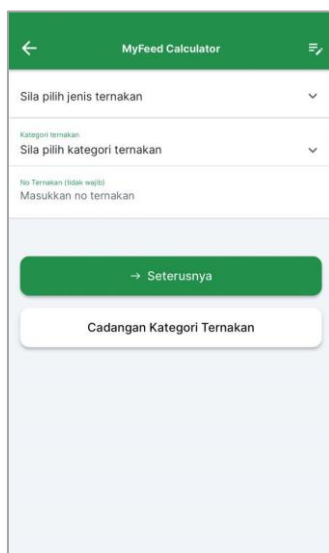 MyFeed Calculator
Sila pilih jenis ternakan
Kategori ternakan
Sila pilih kategori ternakan
No Ternakan (tidak wajib)
Masukkan no ternakan
→ Seterusnya
Cadangan Kategori Ternakan